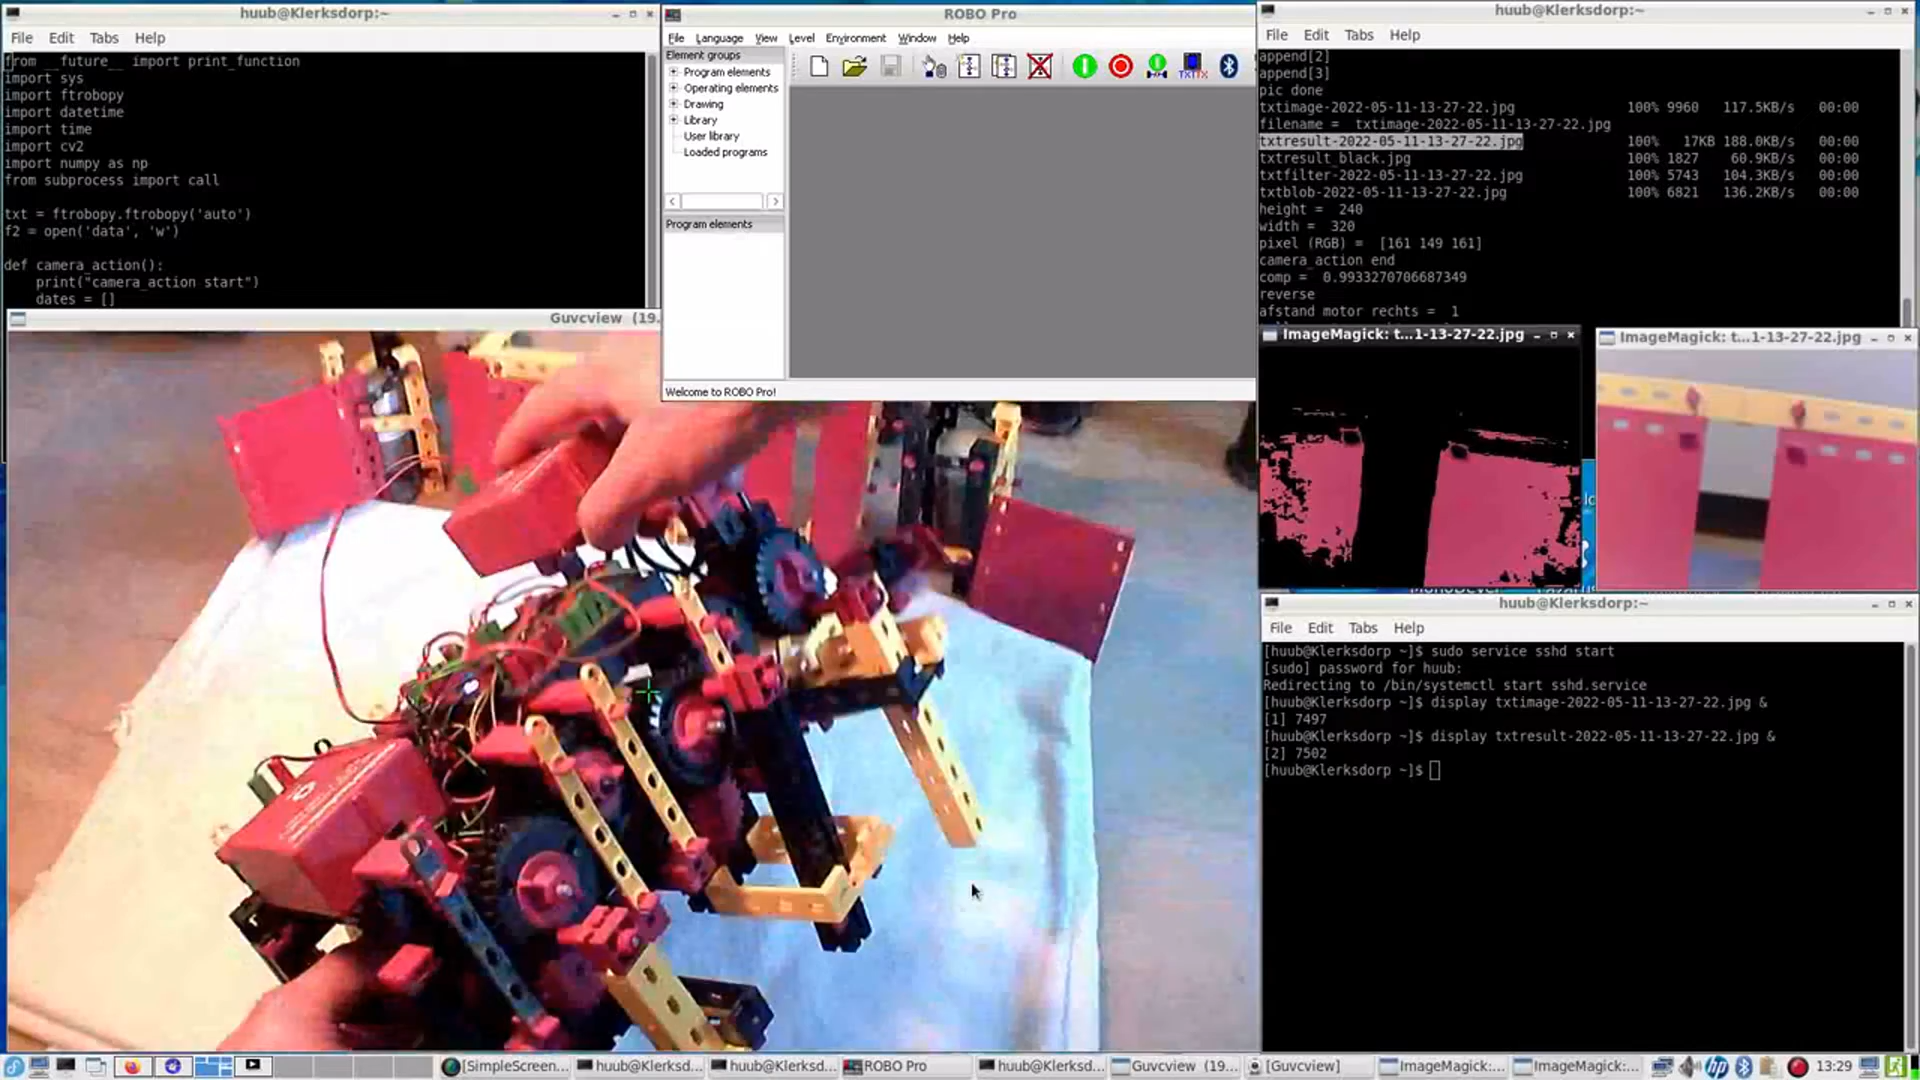 huub@Klerksdorp:~
File Edit Tabs Help
from __future__ import print_function
import sys
import ftrobopy
import datetime
import time
import cv2
import numpy as np
from subprocess import call
txt = ftrobopy.ftrobopy('auto')
f2 = open('data', 'w')
def camera_action():
print("camera_action start")
dates = []
Guvcview (19.
ROBO Pro
File Language View Level Environment Window Help
Element groups
Program elements
Operating elements
Drawing
Library
User library
Loaded programs
Program elements
Welcome to ROBO Pro!
huub@Klerksdorp:~
File Edit Tabs Help
append[2]
append[3]
pic done
txtimage-2022-05-11-13-27-22.jpg 100% 9960 117.5KB/s 00:00
filename = txtimage-2022-05-11-13-27-22.jpg
txtresult-2022-05-11-13-27-22.jpg 100% 17KB 188.0KB/s 00:00
txtresult_black.jpg 100% 1827 60.9KB/s 00:00
txtfilter-2022-05-11-13-27-22.jpg 100% 5743 104.3KB/s 00:00
txtblob-2022-05-11-13-27-22.jpg 100% 6821 136.2KB/s 00:00
height = 240
width = 320
pixel (RGB) = [161 149 161]
camera_action end
comp = 0.9933270706687349
reverse
afstand motor rechts = 1
ImageMagick: t...1-13-27-22.jpg
ImageMagick: t...1-13-27-22.jpg
huub@Klerksdorp:~
File Edit Tabs Help
[huub@Klerksdorp ~]$ sudo service sshd start
[sudo] password for huub:
Redirecting to /bin/systemctl start sshd.service
[huub@Klerksdorp ~]$ display txtimage-2022-05-11-13-27-22.jpg &
[1] 7497
[huub@Klerksdorp ~]$ display txtresult-2022-05-11-13-27-22.jpg &
[2] 7502
[huub@Klerksdorp ~]$
[SimpleScreen... huub@Klerksd... huub@Klerksd... ROBO Pro huub@Klerksd... Guvcview (19... [Guvcview] ImageMagick:... ImageMagick:... 13:29